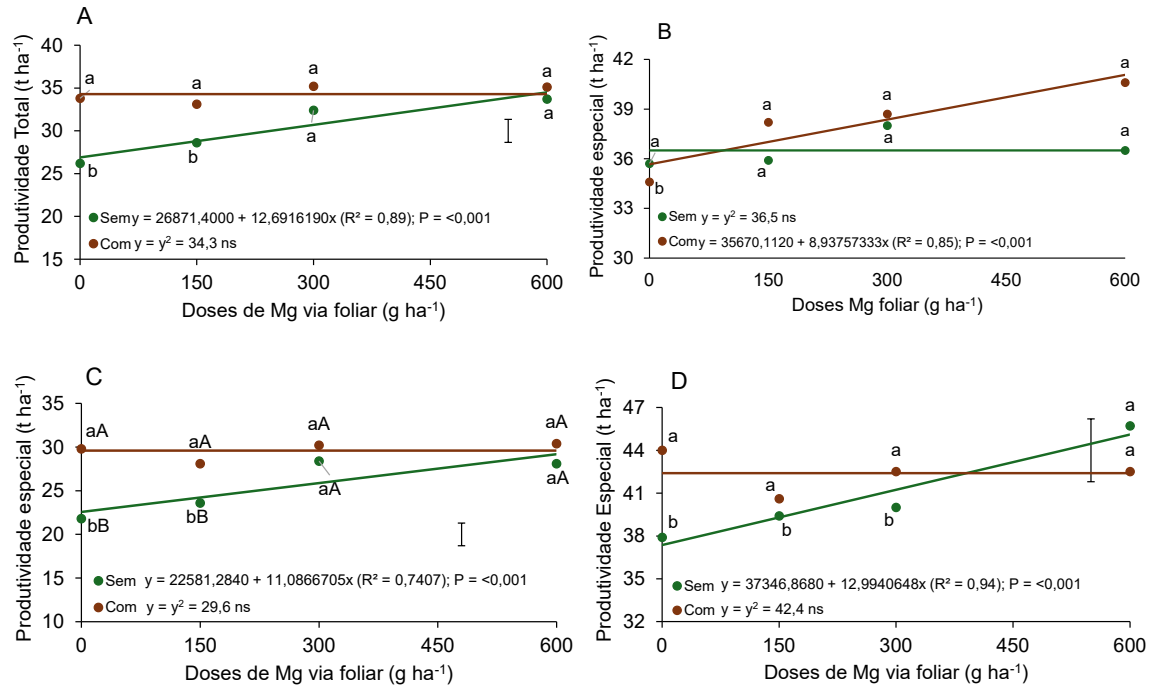 A
Produtividade Total (t ha⁻¹)
40
35
30
25
20
15
a
a
a
a
b
b
a
a
Sem y = 26871,4000 + 12,6916190x (R² = 0,89); P = <0,001
Com y = y² = 34,3 ns
0 150 300 450 600
Doses de Mg via foliar (g ha⁻¹)
B
Produtividade especial (t ha⁻¹)
42
39
36
33
30
a
a
a
a
b
a
a
a
Sem y = y² = 36,5 ns
Com y = 35670,1120 + 8,93757333x (R² = 0,85); P = <0,001
0 150 300 450 600
Doses Mg foliar (g ha⁻¹)
C
Produtividade especial (t ha⁻¹)
35
30
25
20
15
10
aA
aA
aA
aA
bB
bB
aA
aA
Sem y = 22581,2840 + 11,0866705x (R² = 0,7407); P = <0,001
Com y = y² = 29,6 ns
0 150 300 450 600
Doses de Mg via foliar (g ha⁻¹)
D
Produtividade Especial (t ha⁻¹)
47
44
41
38
35
32
a
a
a
a
b
b
b
a
Sem y = 37346,8680 + 12,9940648x (R² = 0,94); P = <0,001
Com y = y² = 42,4 ns
0 150 300 450 600
Doses de Mg via foliar (g ha⁻¹)